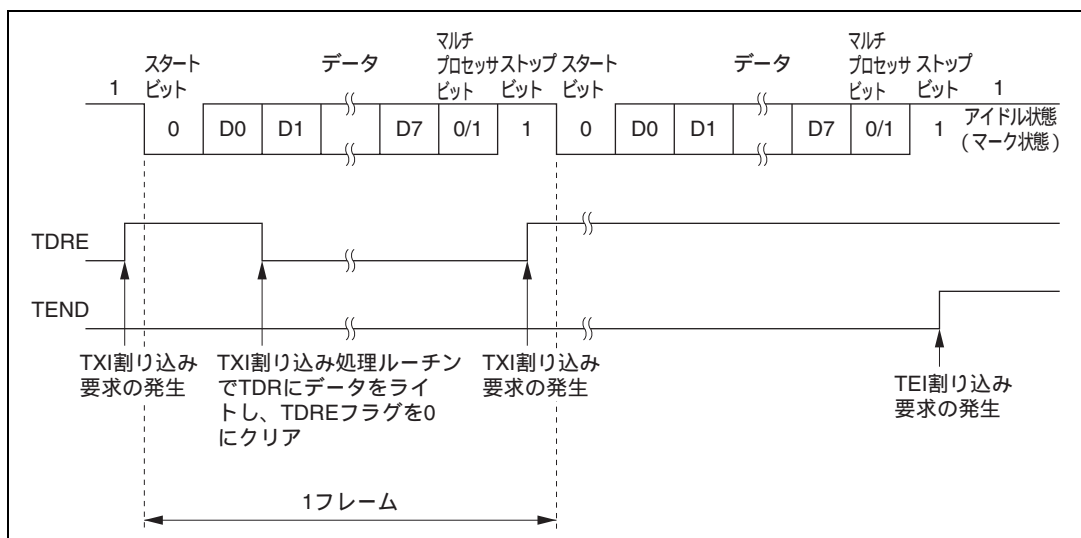 スタート
ビット
データ
マルチ
プロセッサ
ビット
ストップ
ビット
スタート
ビット
データ
マルチ
プロセッサ
ビット
ストップ
ビット
1
1
0 D0 D1 D7 0/1 1 0 D0 D1 D7 0/1 1
アイドル状態
(マーク状態)
TDRE
TEND
TXI割り込み
要求の発生
TXI割り込み処理ルーチン
でTDRにデータをライ
トし、TDREフラグを0
にクリア
TXI割り込み
要求の発生
TEI割り込み
要求の発生
1フレーム